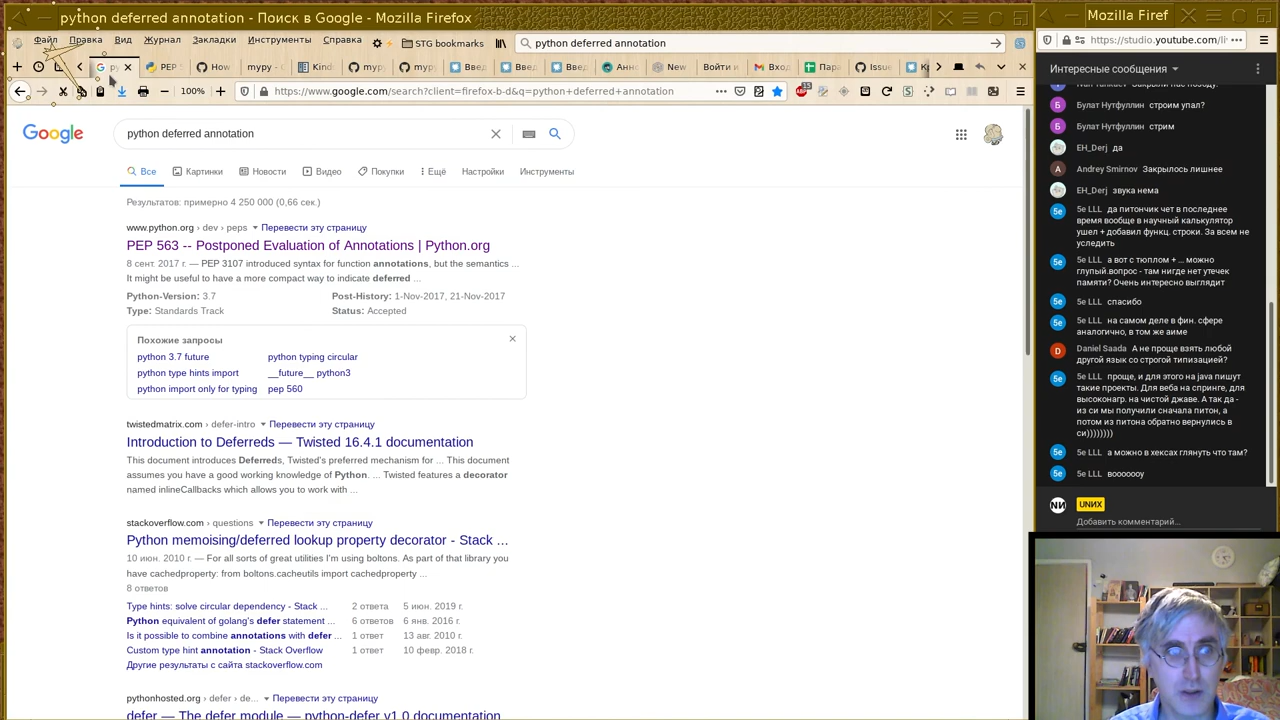 python deferred annotation - Поиск в Google - Mozilla Firefox
Файл Правка Вид Журнал Закладки Инструменты Справка
STG bookmarks
python deferred annotation
PEP
How
mypy -
Kind
Войти и
Issue
100%
https://www.google.com/search?client=firefox-b-d&q=python+deferred+annotation
15
Google
python deferred annotation
Все Картинки Новости Видео Покупки Ещё Настройки Инструменты
Результатов: примерно 4 250 000 (0,66 сек.)
www.python.org › dev › peps Перевести эту страницу
PEP 563 -- Postponed Evaluation of Annotations | Python.org
8 сент. 2017 г. — PEP 3107 introduced syntax for function annotations, but the semantics ...
It might be useful to have a more compact way to indicate deferred ...
Python-Version: 3.7 Post-History: 1-Nov-2017, 21-Nov-2017
Type: Standards Track Status: Accepted
Похожие запросы
python 3.7 future python typing circular
python type hints import __future__ python3
python import only for typing pep 560
twistedmatrix.com › defer-intro Перевести эту страницу
Introduction to Deferreds — Twisted 16.4.1 documentation
This document introduces Deferreds, Twisted's preferred mechanism for ... This document
assumes you have a good working knowledge of Python. ... Twisted features a decorator
named inlineCallbacks which allows you to work with ...
stackoverflow.com › questions Перевести эту страницу
Python memoising/deferred lookup property decorator - Stack ...
10 июн. 2010 г. — For all sorts of great utilities I'm using boltons. As part of that library you
have cachedproperty: from boltons.cacheutils import cachedproperty ...
8 ответов
Type hints: solve circular dependency - Stack ... 2 ответа 5 июн. 2019 г.
Python equivalent of golang's defer statement ... 6 ответов 6 янв. 2016 г.
Is it possible to combine annotations with defer ... 1 ответ 13 авг. 2010 г.
Custom type hint annotation - Stack Overflow 1 ответ 10 февр. 2018 г.
Другие результаты с сайта stackoverflow.com
pythonhosted.org › defer › de... Перевести эту страницу
defer — The defer module — python-defer v1.0 documentation
Mozilla Firef
https://studio.youtube.com/li
Интересные сообщения
Булат Нутфуллин строим упал?
Булат Нутфуллин стрим
EH_Derj да
Andrey Smirnov Закрылось лишнее
EH_Derj звука нема
5e LLL да питончик чет в последнее
время вообще в научный калькулятор
ушел + добавил функц. строки. За всем не
уследить
5e LLL а вот с тюплом + ... можно
глупый.вопрос - там нигде нет утечек
памяти? Очень интересно выглядит
5e LLL спасибо
5e LLL на самом деле в фин. сфере
аналогично, в том же аиме
Daniel Saada А не проще взять любой
другой язык со строгой типизацией?
5e LLL проще, и для этого на java пишут
такие проекты. Для веба на спринге, для
высоконагр. на чистой джаве. А так да -
из си мы получили сначала питон, а
потом из питона обратно вернулись в
си))))))))
5e LLL а можно в хексах глянуть что там?
5e LLL воооооу
UNИX
Добавить комментарий...